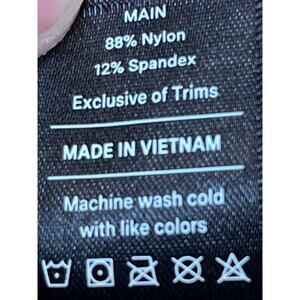 MAIN
88% Nylon
12% Spandex
Exclusive of Trims
MADE IN VIETNAM
Machine wash cold
with like colors